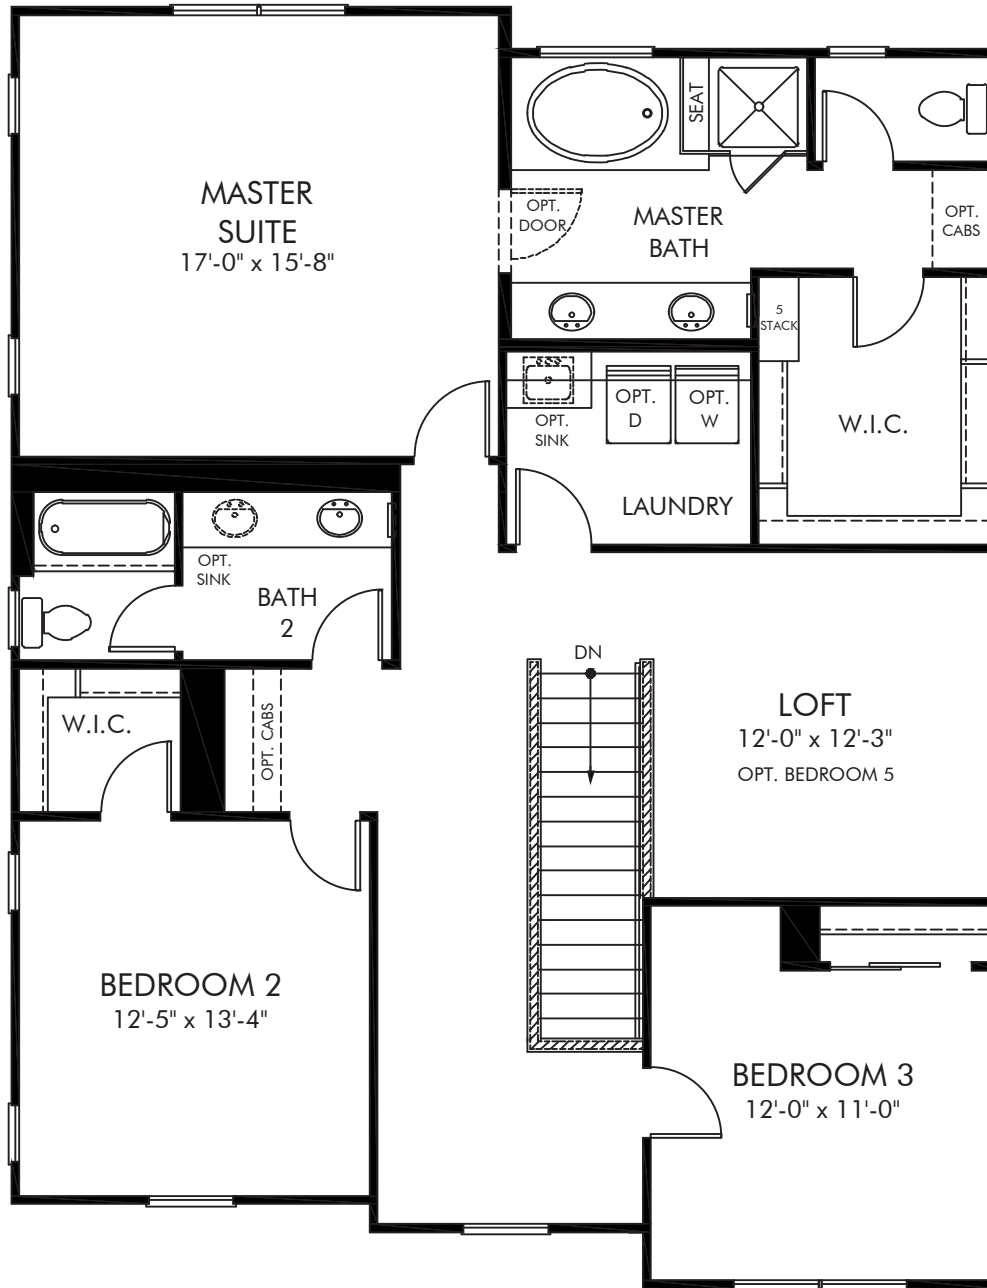 MASTER
SUITE
17'-0" x 15'-8"
OPT.
DOOR
MASTER
BATH
SEAT
OPT.
CABS
5
STACK
W.I.C.
OPT.
SINK
OPT.
D
OPT.
W
LAUNDRY
OPT.
SINK
BATH
2
W.I.C.
OPT. CABS
DN
LOFT
12'-0" x 12'-3"
OPT. BEDROOM 5
BEDROOM 2
12'-5" x 13'-4"
BEDROOM 3
12'-0" x 11'-0"